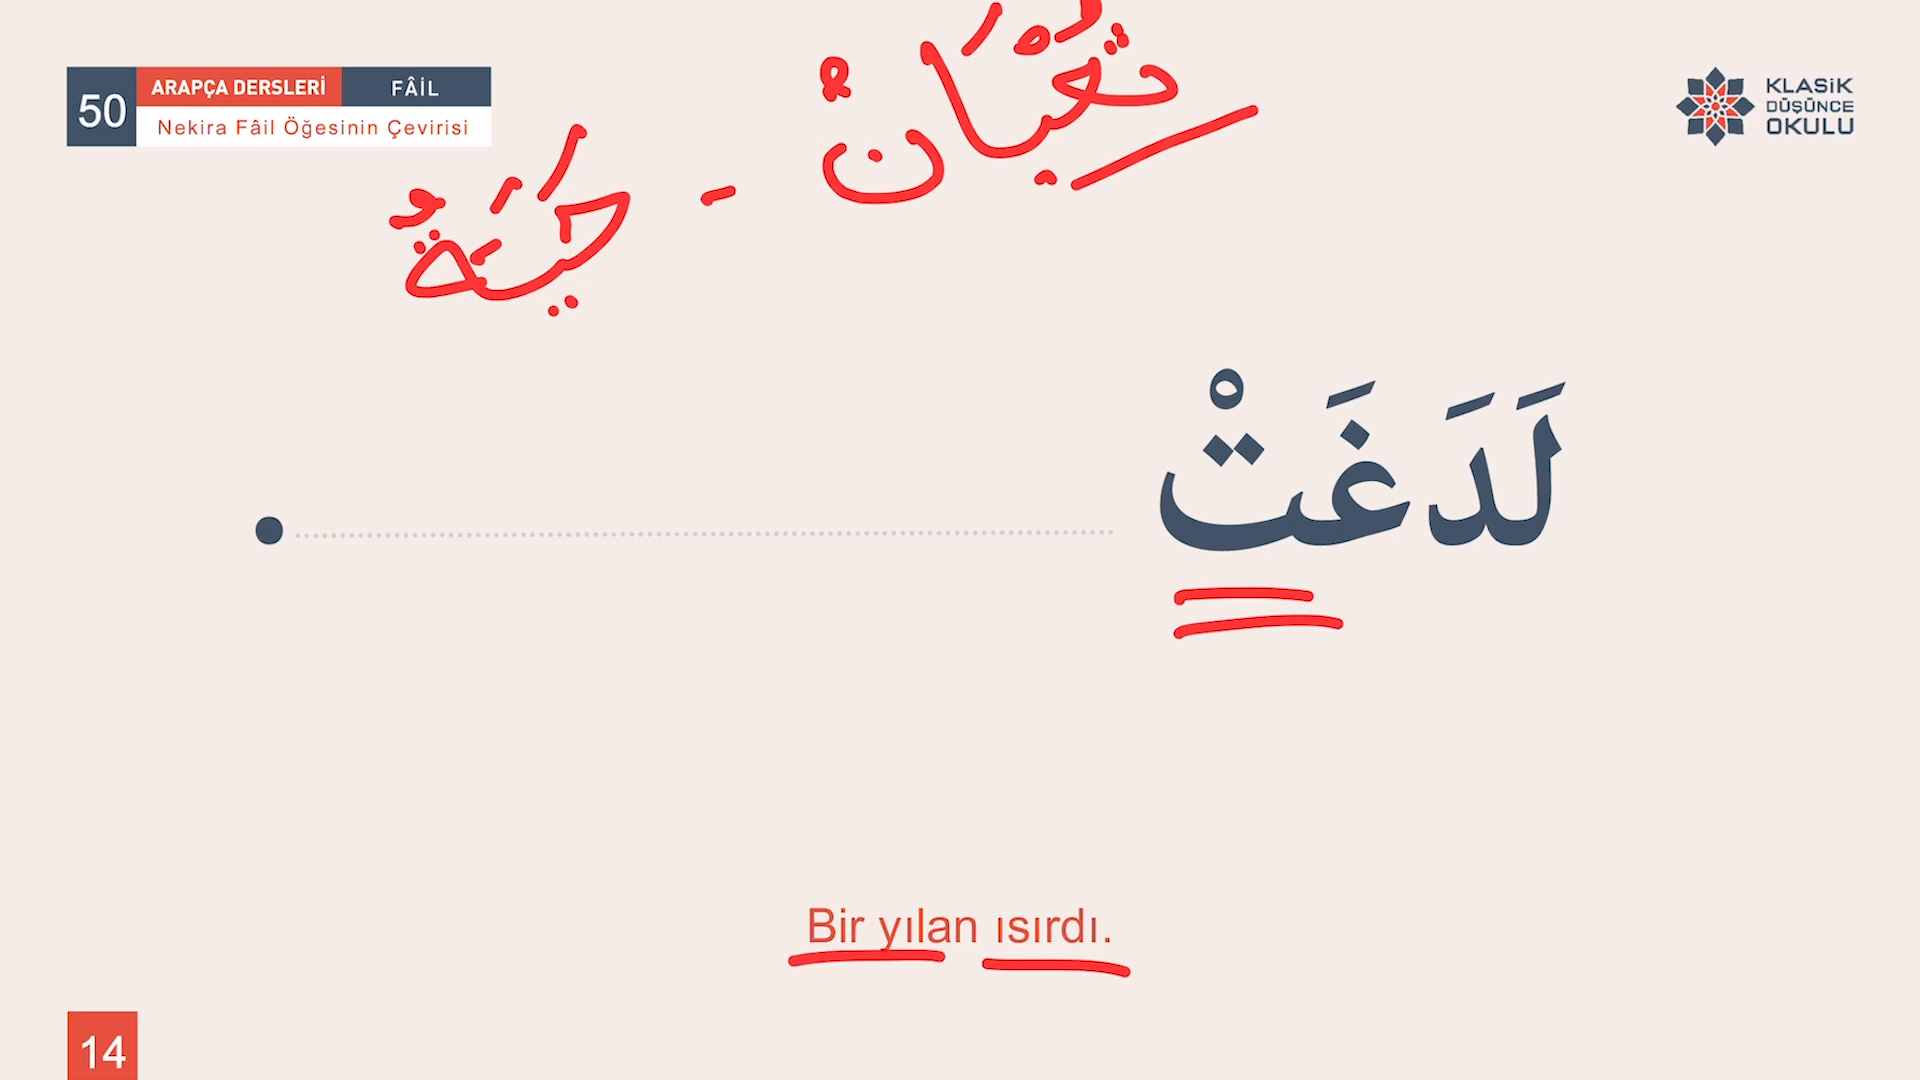 50
ARAPÇA DERSLERİ
FÂİL
Nekira Fâil Öğesinin Çevirisi
KLASİK
DÜŞÜNCE
OKULU
ثُعْبَانٌ - حَيَّةٌ
لَدَغَتْ ................ .
Bir yılan ısırdı.
14